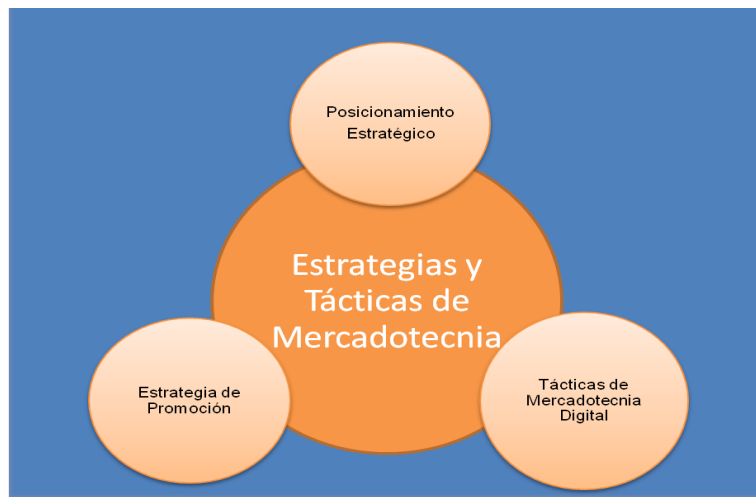 Posicionamiento
Estratégico
Estrategias y
Tácticas de
Mercadotecnia
Estrategia de
Promoción
Tácticas de
Mercadotecnia
Digital